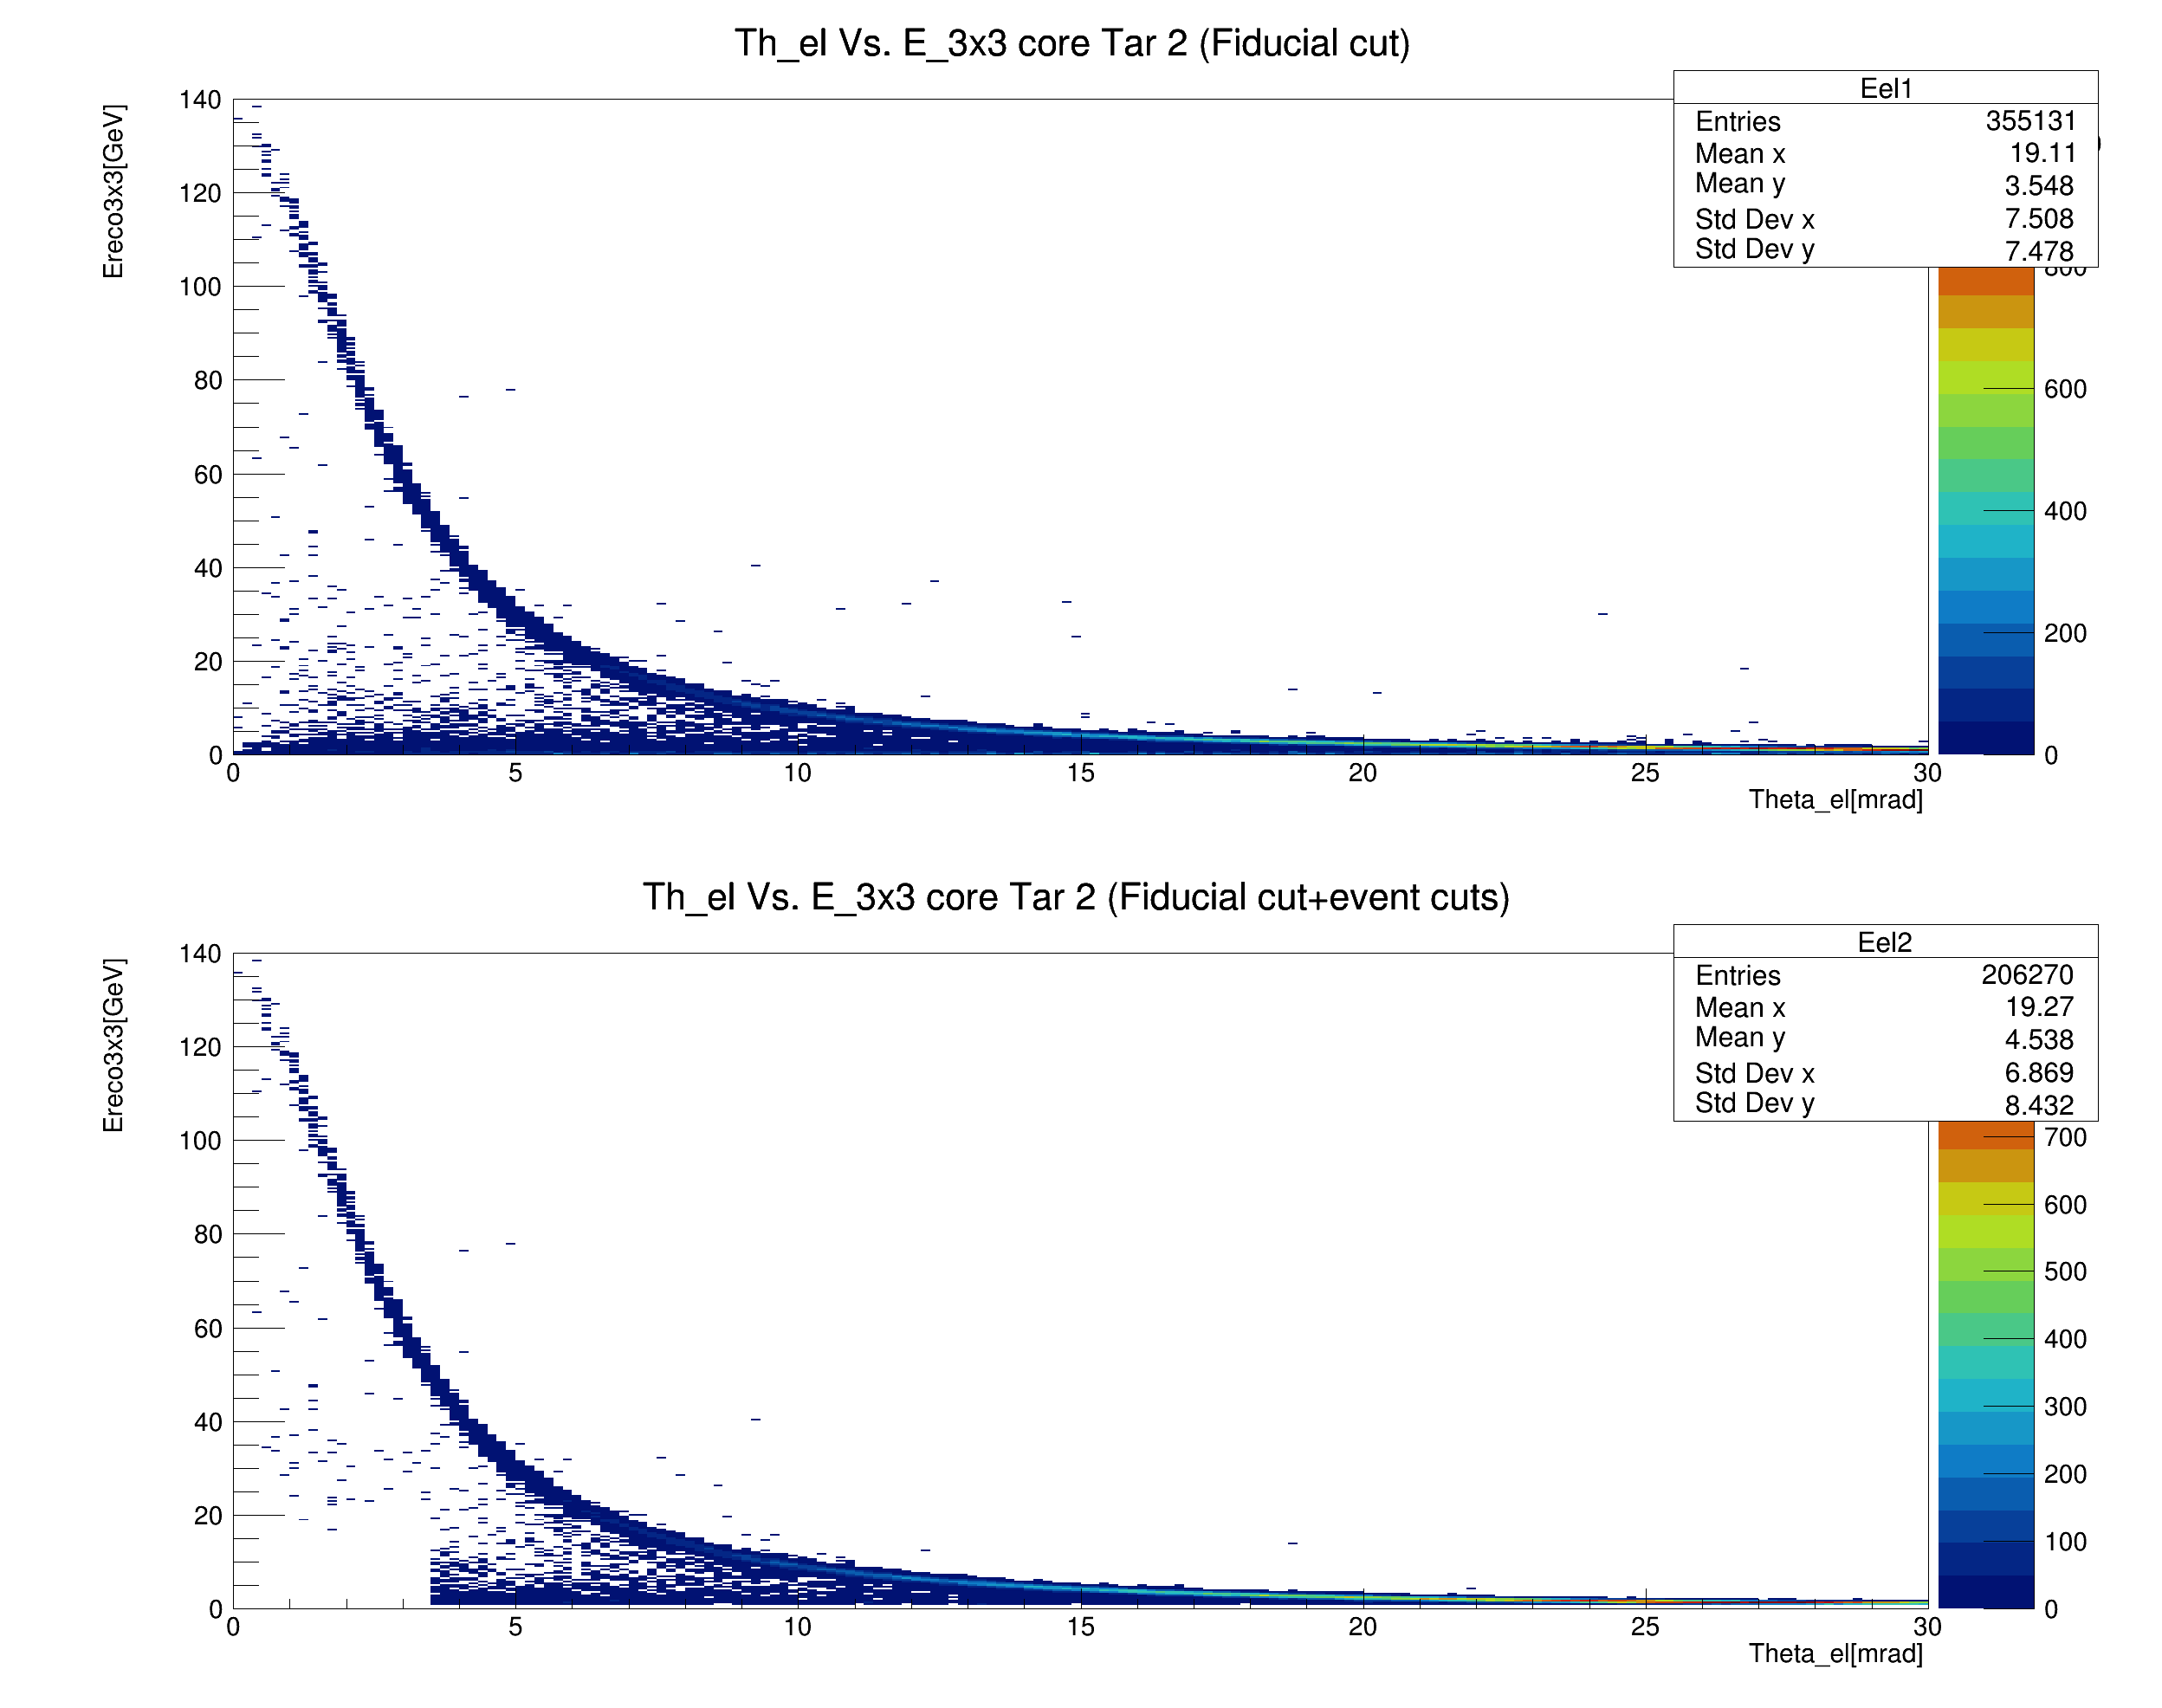 Th_el Vs. E_3x3 core Tar 2 (Fiducial cut)
Eel1
Entries 355131
Mean x 19.11
Mean y 3.548
Std Dev x 7.508
Std Dev y 7.478
Ereco3x3[GeV]
140
120
100
80
60
40
20
0
0 5 10 15 20 25 30
Theta_el[mrad]
800
600
400
200
0
Th_el Vs. E_3x3 core Tar 2 (Fiducial cut+event cuts)
Eel2
Entries 206270
Mean x 19.27
Mean y 4.538
Std Dev x 6.869
Std Dev y 8.432
Ereco3x3[GeV]
140
120
100
80
60
40
20
0
0 5 10 15 20 25 30
Theta_el[mrad]
700
600
500
400
300
200
100
0